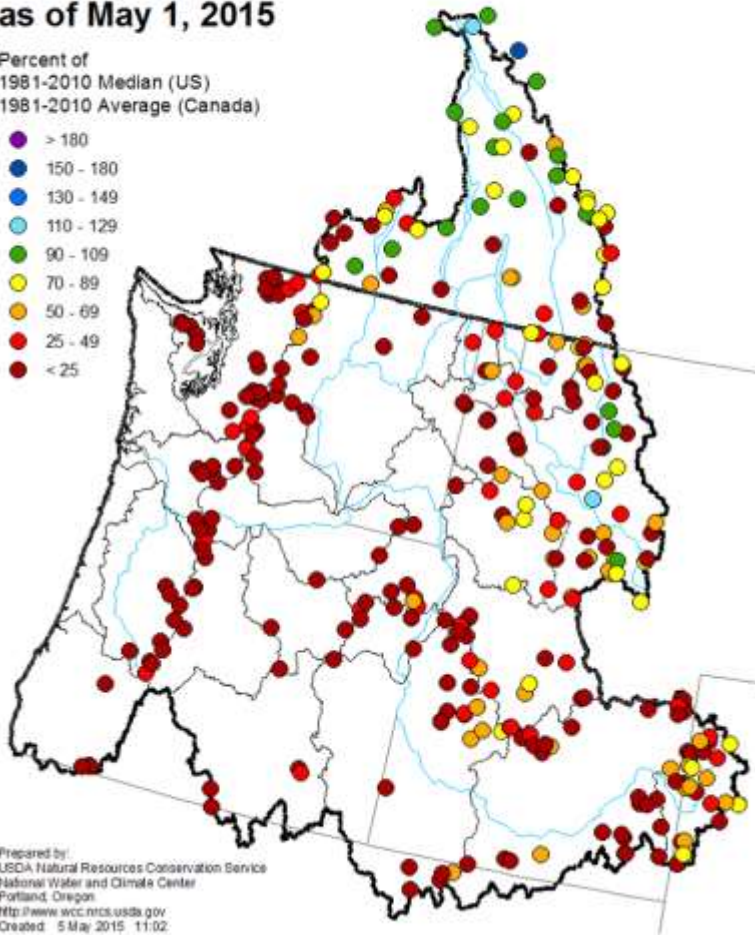 as of May 1, 2015
Percent of
1981-2010 Median (US)
1981-2010 Average (Canada)
> 180
150 - 180
130 - 149
110 - 129
90 - 109
70 - 89
50 - 69
25 - 49
< 25
Prepared by:
USDA Natural Resources Conservation Service
National Water and Climate Center
Portland, Oregon
http://www.wcc.nrcs.usda.gov
Created: 5 May 2015 11:02